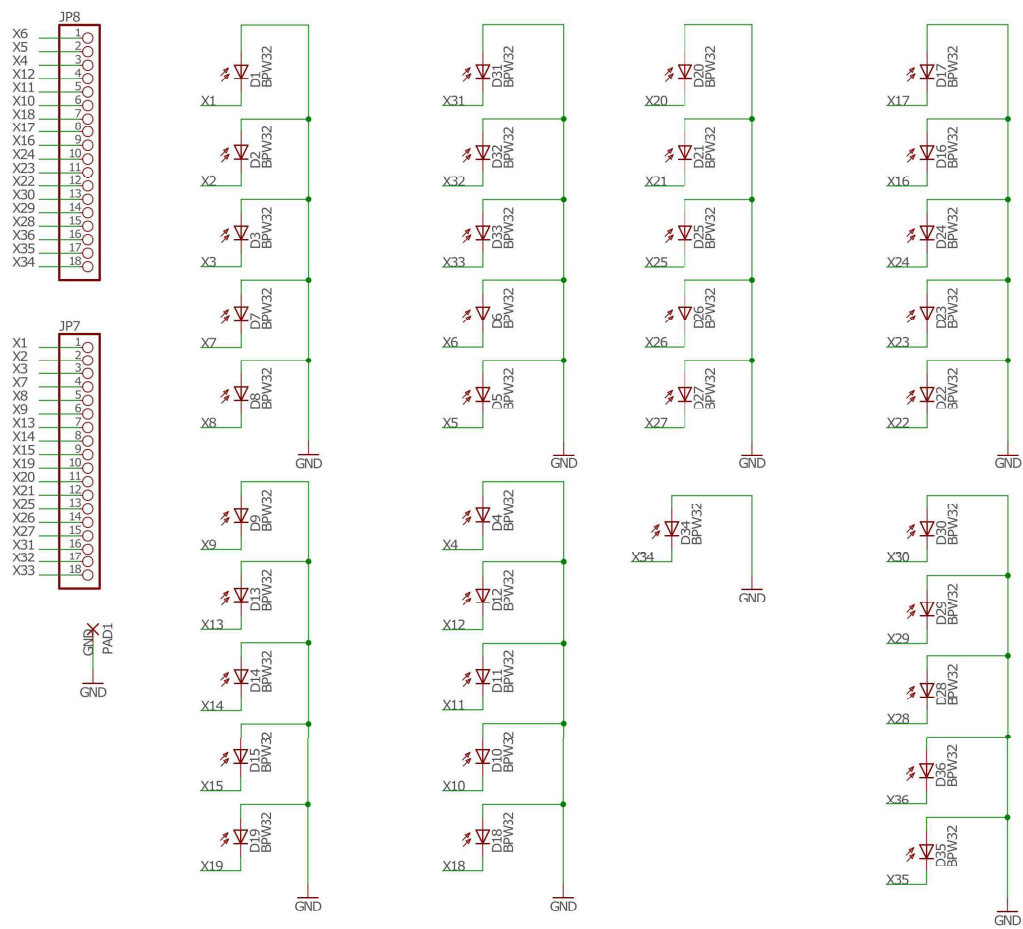 JP8
X6 1
X5 2
X4 3
X12 4
X11 5
X10 6
X18 7
X17 8
X16 9
X24 10
X23 11
X22 12
X30 13
X29 14
X28 15
X36 16
X35 17
X34 18
JP7
X1 1
X2 2
X3 3
X7 4
X8 5
X9 6
X13 7
X14 8
X15 9
X19 10
X20 11
X21 12
X25 13
X26 14
X27 15
X31 16
X32 17
X33 18
GND
PAD1
GND
D1
BPW32
X1
D2
BPW32
X2
D3
BPW32
X3
D7
BPW32
X7
D8
BPW32
X8
GND
D31
BPW32
X31
D32
BPW32
X32
D33
BPW32
X33
D6
BPW32
X6
D5
BPW32
X5
GND
D20
BPW32
X20
D21
BPW32
X21
D25
BPW32
X25
D26
BPW32
X26
D27
BPW32
X27
GND
D17
BPW32
X17
D16
BPW32
X16
D24
BPW32
X24
D23
BPW32
X23
D22
BPW32
X22
GND
D9
BPW32
X9
D13
BPW32
X13
D14
BPW32
X14
D15
BPW32
X15
D19
BPW32
X19
GND
D4
BPW32
X4
D12
BPW32
X12
D11
BPW32
X11
D10
BPW32
X10
D18
BPW32
X18
GND
D34
BPW32
X34
GND
D30
BPW32
X30
D29
BPW32
X29
D28
BPW32
X28
D36
BPW32
X36
D35
BPW32
X35
GND